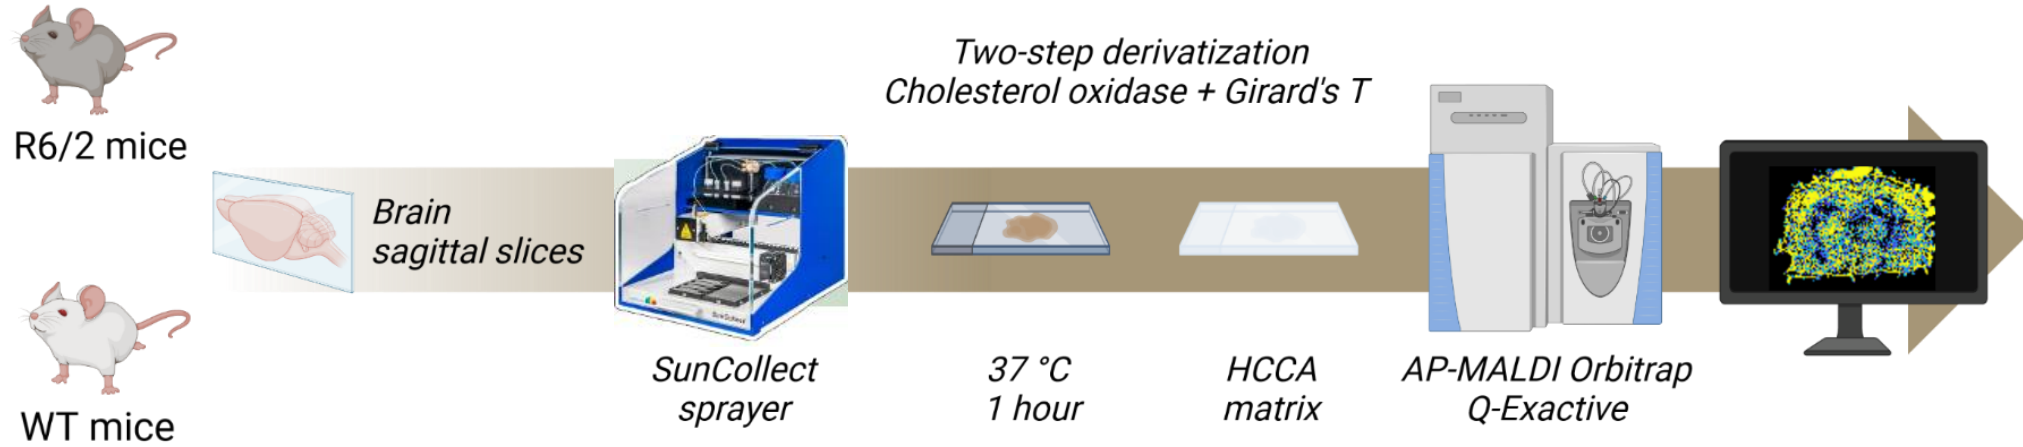 R6/2 mice
WT mice
Brain
sagittal slices
SunCollect
SunCollect
sprayer
Two-step derivatization
Cholesterol oxidase + Girard's T
37 °C
1 hour
HCCA
matrix
AP-MALDI Orbitrap
Q-Exactive